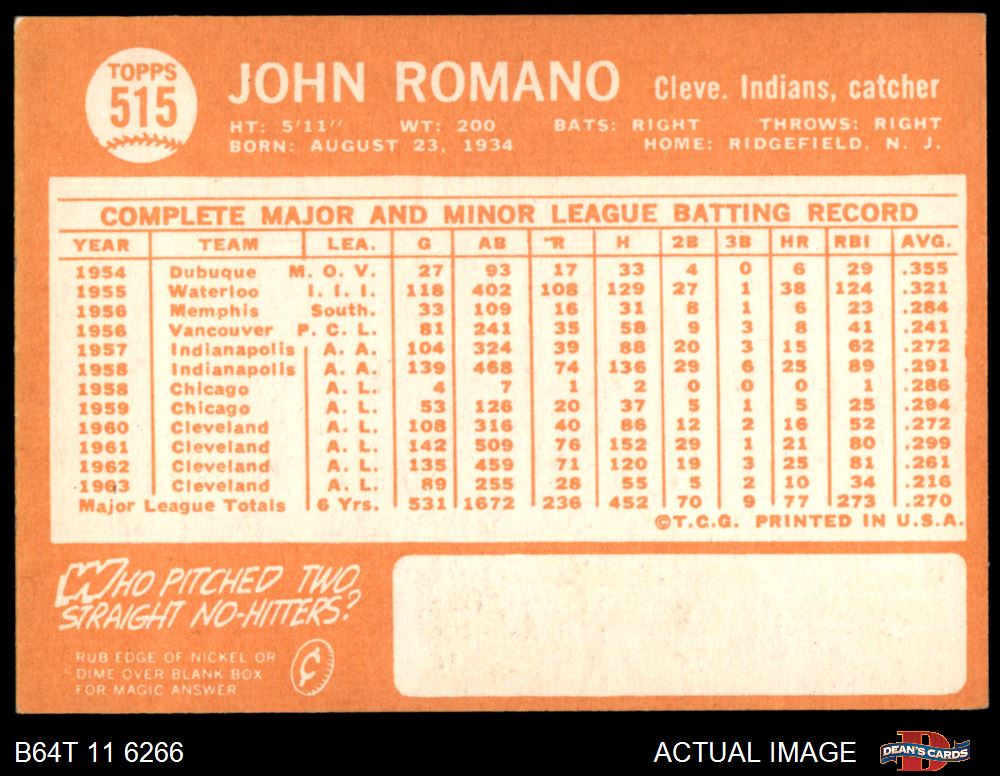 TOPPS
515
JOHN ROMANO Cleve. Indians, catcher
HT: 5'11" WT: 200 BATS: RIGHT THROWS: RIGHT
BORN: AUGUST 23, 1934 HOME: RIDGEFIELD, N. J.
COMPLETE MAJOR AND MINOR LEAGUE BATTING RECORD
YEAR TEAM LEA. G AB R H 2B 3B HR RBI AVG.
1954 Dubuque M. O. V. 27 93 17 33 4 0 6 29 .355
1955 Waterloo I. I. I. 118 402 108 129 27 1 38 124 .321
1956 Memphis South. 33 109 16 31 8 1 6 23 .284
1956 Vancouver P. C. L. 81 241 35 58 9 3 8 41 .241
1957 Indianapolis A. A. 104 324 39 88 20 3 15 62 .272
1958 Indianapolis A. A. 139 468 74 136 29 6 25 89 .291
1958 Chicago A. L. 4 7 1 2 0 0 0 1 .286
1959 Chicago A. L. 53 126 20 37 5 1 5 25 .294
1960 Cleveland A. L. 108 316 40 86 12 2 16 52 .272
1961 Cleveland A. L. 142 509 76 152 29 1 21 80 .299
1962 Cleveland A. L. 135 459 71 120 19 3 25 81 .261
1963 Cleveland A. L. 89 255 28 55 5 2 10 34 .216
Major League Totals 6 Yrs. 531 1672 236 452 70 9 77 273 .270
©T.C.G. PRINTED IN U.S.A.
WHO PITCHED TWO
STRAIGHT NO-HITTERS?
RUB EDGE OF NICKEL OR
DIME OVER BLANK BOX
FOR MAGIC ANSWER
B64T 11 6266 ACTUAL IMAGE DEAN'S CARDS